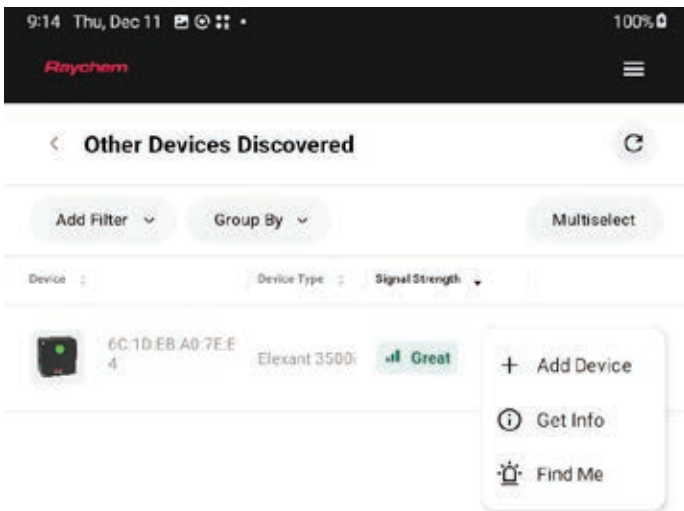 9:14 Thu, Dec 11 100%
Raychem
Other Devices Discovered
Add Filter Group By Multiselect
Device Device Type Signal Strength
6C:1D:EB:A0:7E:E
4
Elexant 3500i
Great
Add Device
Get Info
Find Me